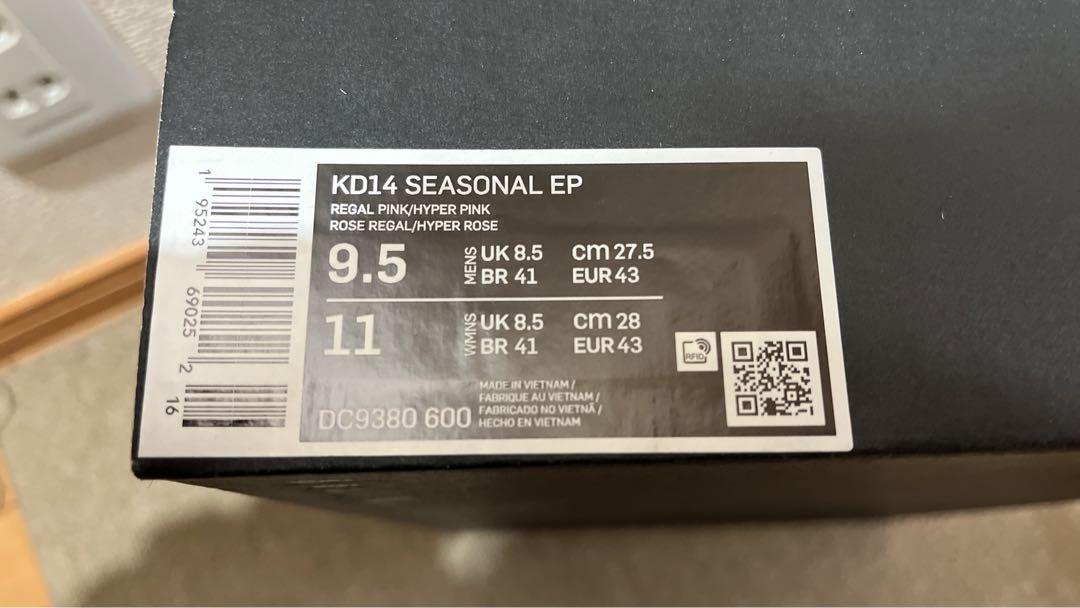 KD14 SEASONAL EP
REGAL PINK/HYPER PINK
ROSE REGAL/HYPER ROSE
9.5 MENS UK 8.5 cm 27.5
BR 41 EUR 43
11 WMNS UK 8.5 cm 28
BR 41 EUR 43
RFID
DC9380 600
MADE IN VIETNAM /
FABRIQUE AU VIETNAM /
FABRICADO NO VIETNÃ /
HECHO EN VIETNAM
1 95243 69025 2 16